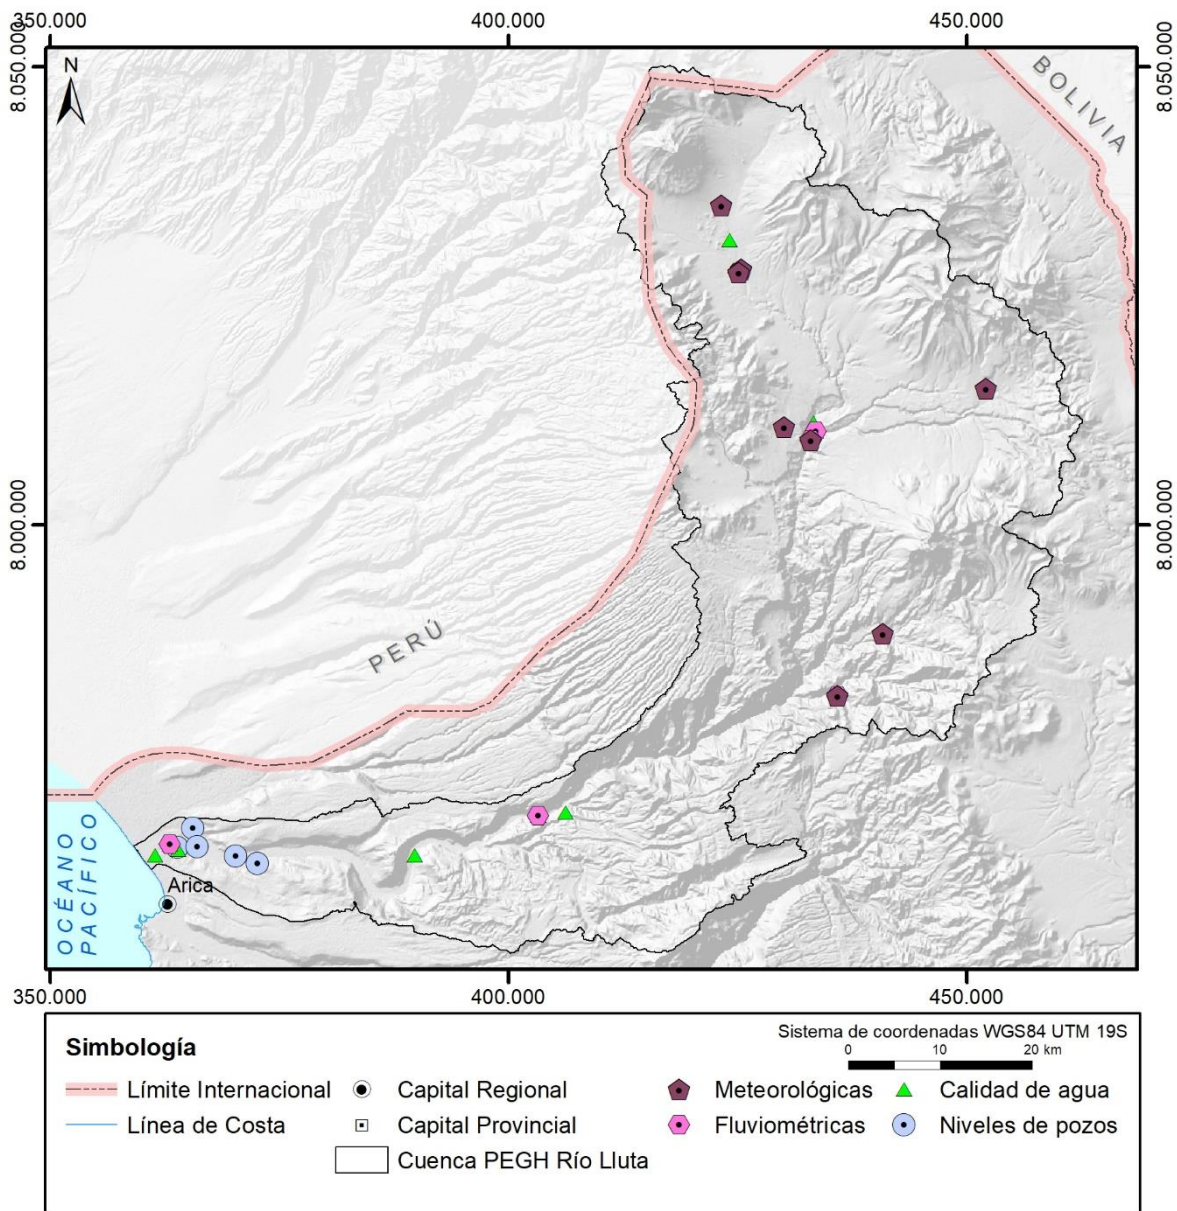 350.000
400.000
450.000
8.050.000
8.050.000
N
BOLIVIA
8.000.000
8.000.000
PERÚ
OCÉANO
PACÍFICO
Arica
350.000
400.000
450.000
Sistema de coordenadas WGS84 UTM 19S
0 10 20 km
Simbología
Límite Internacional
Capital Regional
Meteorológicas
Calidad de agua
Línea de Costa
Capital Provincial
Fluviométricas
Niveles de pozos
Cuenca PEGH Río Lluta